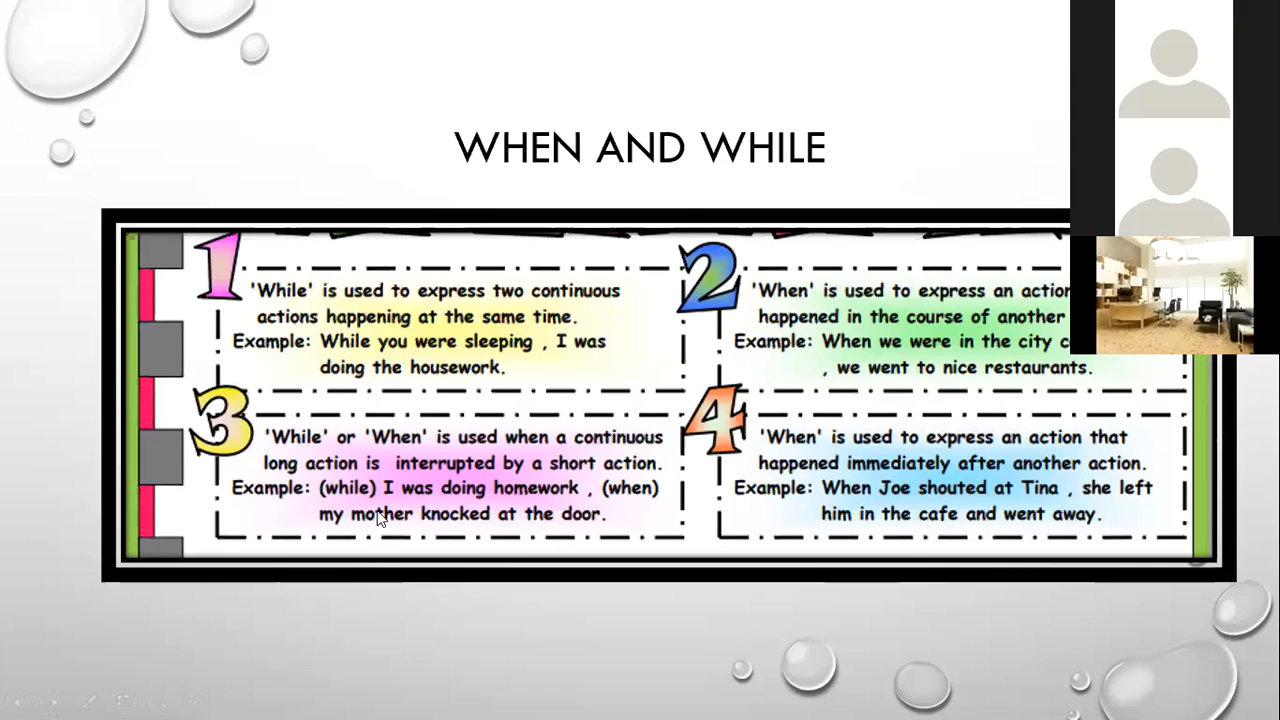 WHEN AND WHILE
1
'While' is used to express two continuous
actions happening at the same time.
Example: While you were sleeping , I was
doing the housework.
2
'When' is used to express an action
happened in the course of another
Example: When we were in the city
, we went to nice restaurants.
3
'While' or 'When' is used when a continuous
long action is interrupted by a short action.
Example: (while) I was doing homework , (when)
my mother knocked at the door.
4
'When' is used to express an action that
happened immediately after another action.
Example: When Joe shouted at Tina , she left
him in the cafe and went away.